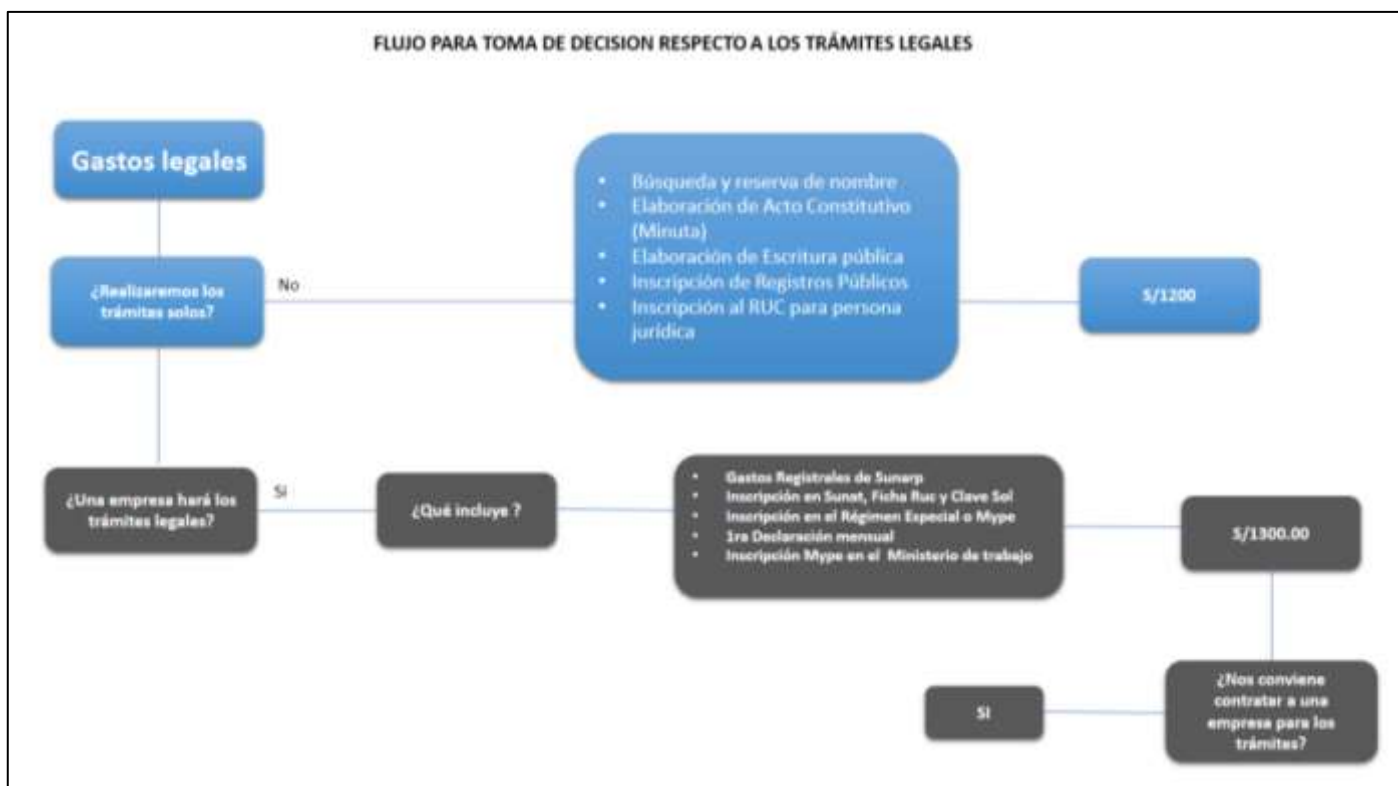 FLUJO PARA TOMA DE DECISION RESPECTO A LOS TRÁMITES LEGALES
Gastos legales
¿Realizaremos los
trámites solos?
No
• Búsqueda y reserva de nombre
• Elaboración de Acto Constitutivo
(Minuta)
• Elaboración de Escritura pública
• Inscripción de Registros Públicos
• Inscripción al RUC para persona
jurídica
S/1200
¿Una empresa hará los
trámites legales?
SI
¿Qué incluye ?
• Gastos Registrales de Sunarp
• Inscripción en Sunat, Ficha Ruc y Clave Sol
• Inscripción en el Régimen Especial o Mype
• 1ra Declaración mensual
• Inscripción Mype en el Ministerio de trabajo
S/1300.00
¿Nos conviene
contratar a una
empresa para los
trámites?
SI